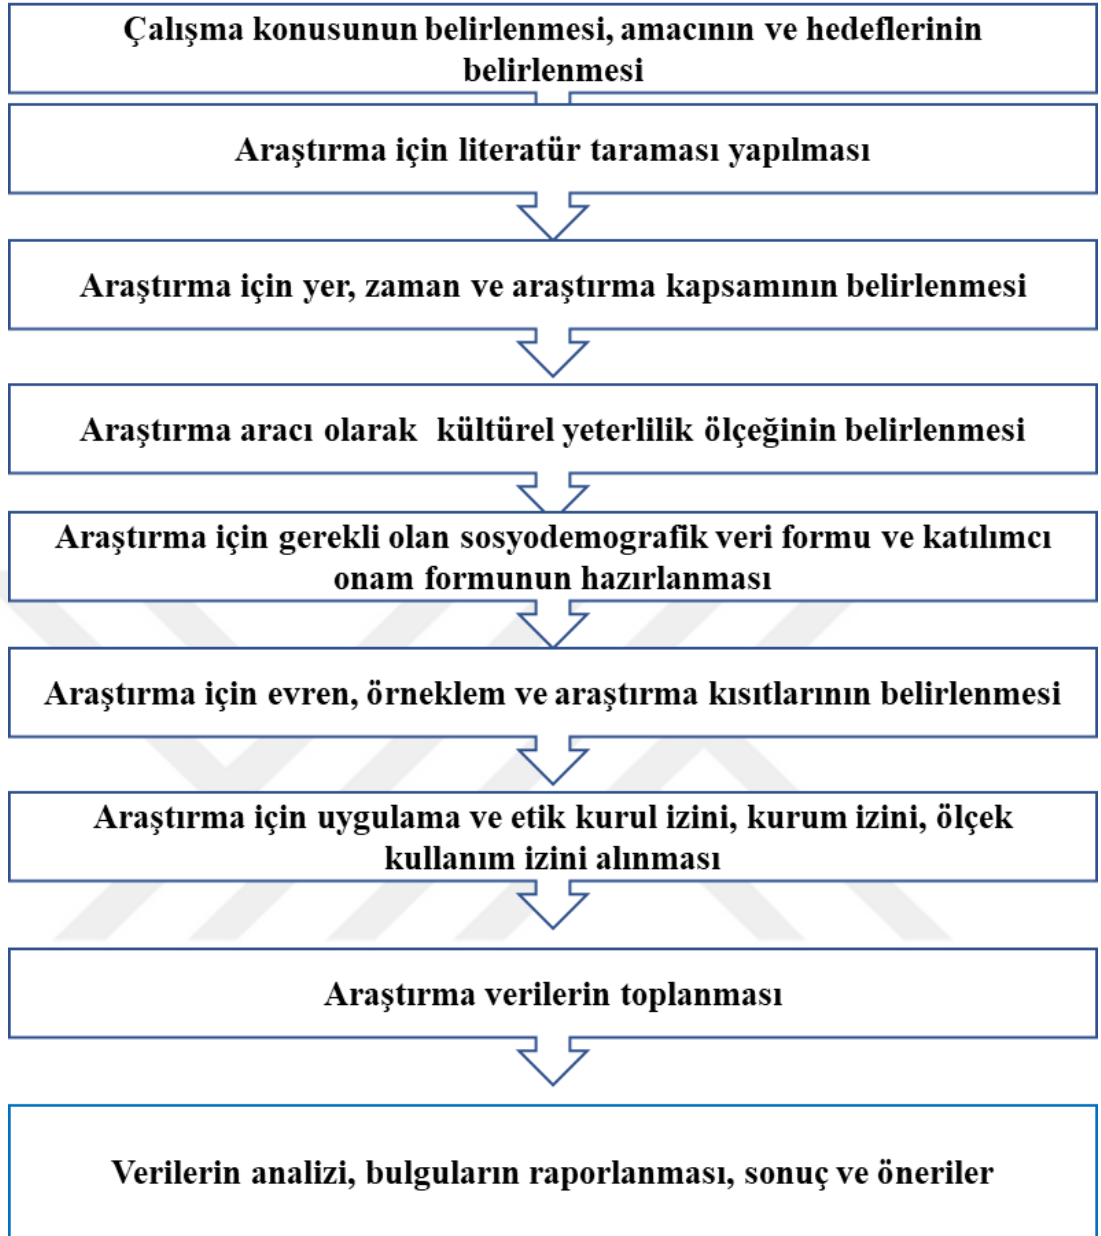 Çalışma konusunun belirlenmesi, amacının ve hedeflerinin
belirlenmesi
Araştırma için literatür taraması yapılması
Araştırma için yer, zaman ve araştırma kapsamının belirlenmesi
Araştırma aracı olarak kültürel yeterlilik ölçeğinin belirlenmesi
Araştırma için gerekli olan sosyodemografik veri formu ve katılımcı
onam formunun hazırlanması
Araştırma için evren, örneklem ve araştırma kısıtlarının belirlenmesi
Araştırma için uygulama ve etik kurul izini, kurum izini, ölçek
kullanım izini alınması
Araştırma verilerin toplanması
Verilerin analizi, bulguların raporlanması, sonuç ve öneriler